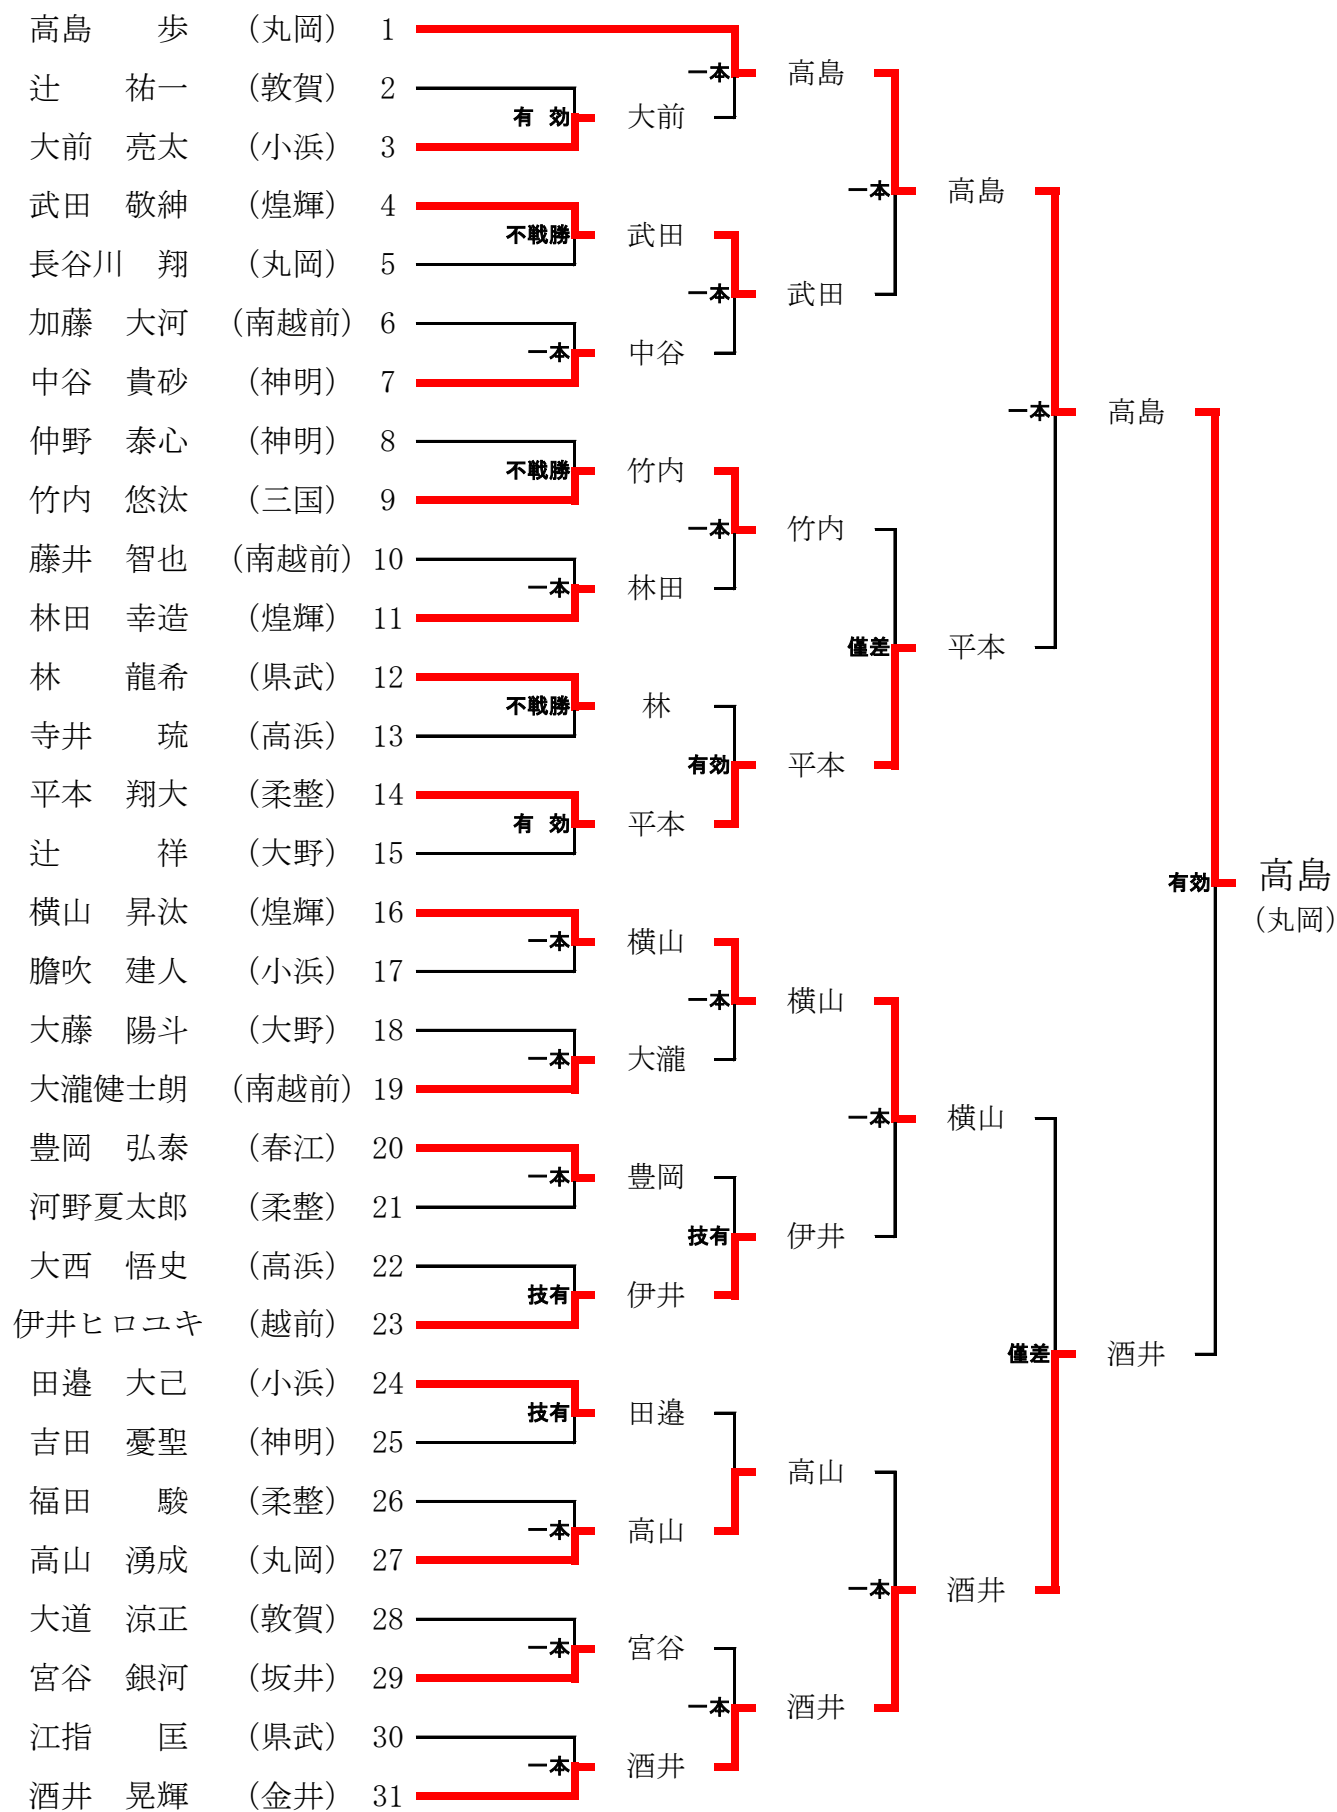 高島　　歩　（丸岡）　1
辻　　祐一　（敦賀）　2
大前　亮太　（小浜）　3
武田　敬紳　（煌輝）　4
長谷川　翔　（丸岡）　5
加藤　大河　（南越前）　6
中谷　貴砂　（神明）　7
仲野　泰心　（神明）　8
竹内　悠汰　（三国）　9
藤井　智也　（南越前）　10
林田　幸造　（煌輝）　11
林　　龍希　（県武）　12
寺井　　琉　（高浜）　13
平本　翔大　（柔整）　14
辻　　　祥　（大野）　15
横山　昇汰　（煌輝）　16
膽吹　建人　（小浜）　17
大藤　陽斗　（大野）　18
大瀧健士朗　（南越前）　19
豊岡　弘泰　（春江）　20
河野夏太郎　（柔整）　21
大西　悟史　（高浜）　22
伊井ヒロユキ　（越前）　23
田邉　大己　（小浜）　24
吉田　憂聖　（神明）　25
福田　　駿　（柔整）　26
高山　湧成　（丸岡）　27
大道　涼正　（敦賀）　28
宮谷　銀河　（坂井）　29
江指　　匡　（県武）　30
酒井　晃輝　（金井）　31
有 効　大前
不戦勝　武田
一本　中谷
不戦勝　竹内
一本　林田
不戦勝　林
有 効　平本
一本　横山
一本　大瀧
一本　豊岡
技有　伊井
技有　田邉
一本　高山
一本　宮谷
一本　酒井
一本　高島
一本　武田
一本　竹内
有効　平本
一本　横山
技有　伊井
高山
一本　酒井
一本　高島
僅差　平本
一本　横山
一本　酒井
一本　高島
僅差　酒井
有効　高島
（丸岡）